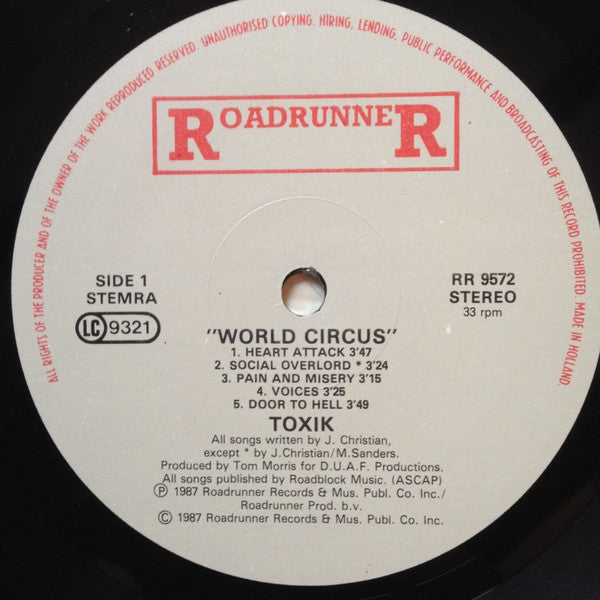 ALL RIGHTS OF THE PRODUCER AND OF THE OWNER OF THE WORK REPRODUCED RESERVED. UNAUTHORISED COPYING, HIRING, LENDING, PUBLIC PERFORMANCE AND BROADCASTING OF THIS RECORD PROHIBITED. MADE IN HOLLAND.
ROADRUNNER
SIDE 1
STEMRA
LC 9321
RR 9572
STEREO
33 rpm
"WORLD CIRCUS"
1. HEART ATTACK 3'47
2. SOCIAL OVERLORD * 3'24
3. PAIN AND MISERY 3'15
4. VOICES 3'25
5. DOOR TO HELL 3'49
TOXIK
All songs written by J. Christian,
except * by J.Christian/M.Sanders.
Produced by Tom Morris for D.U.A.F. Productions.
All songs published by Roadblock Music. (ASCAP)
Ⓟ 1987 Roadrunner Records & Mus. Publ. Co. Inc./
Roadrunner Prod. b.v.
© 1987 Roadrunner Records & Mus. Publ. Co. Inc.